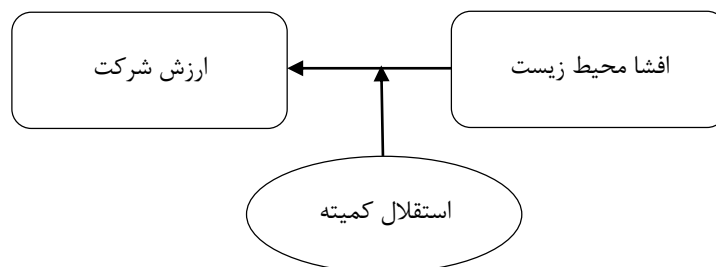 افشا محیط زیست
ارزش شرکت
استقلال کمیته